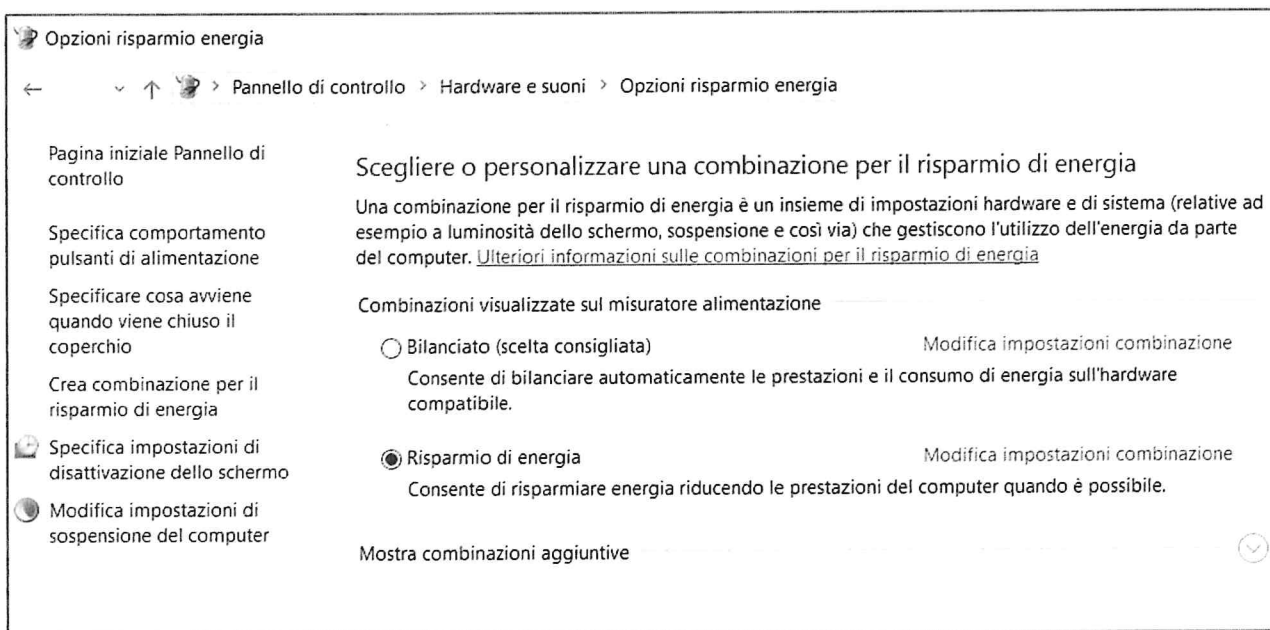 Opzioni risparmio energia
Pannello di controllo > Hardware e suoni > Opzioni risparmio energia
Pagina iniziale Pannello di
controllo
Specifica comportamento
pulsanti di alimentazione
Specificare cosa avviene
quando viene chiuso il
coperchio
Crea combinazione per il
risparmio di energia
Specifica impostazioni di
disattivazione dello schermo
Modifica impostazioni di
sospensione del computer
Scegliere o personalizzare una combinazione per il risparmio di energia
Una combinazione per il risparmio di energia è un insieme di impostazioni hardware e di sistema (relative ad
esempio a luminosità dello schermo, sospensione e così via) che gestiscono l'utilizzo dell'energia da parte
del computer. Ulteriori informazioni sulle combinazioni per il risparmio di energia
Combinazioni visualizzate sul misuratore alimentazione
Bilanciato (scelta consigliata) Modifica impostazioni combinazione
Consente di bilanciare automaticamente le prestazioni e il consumo di energia sull'hardware
compatibile.
Risparmio di energia Modifica impostazioni combinazione
Consente di risparmiare energia riducendo le prestazioni del computer quando è possibile.
Mostra combinazioni aggiuntive